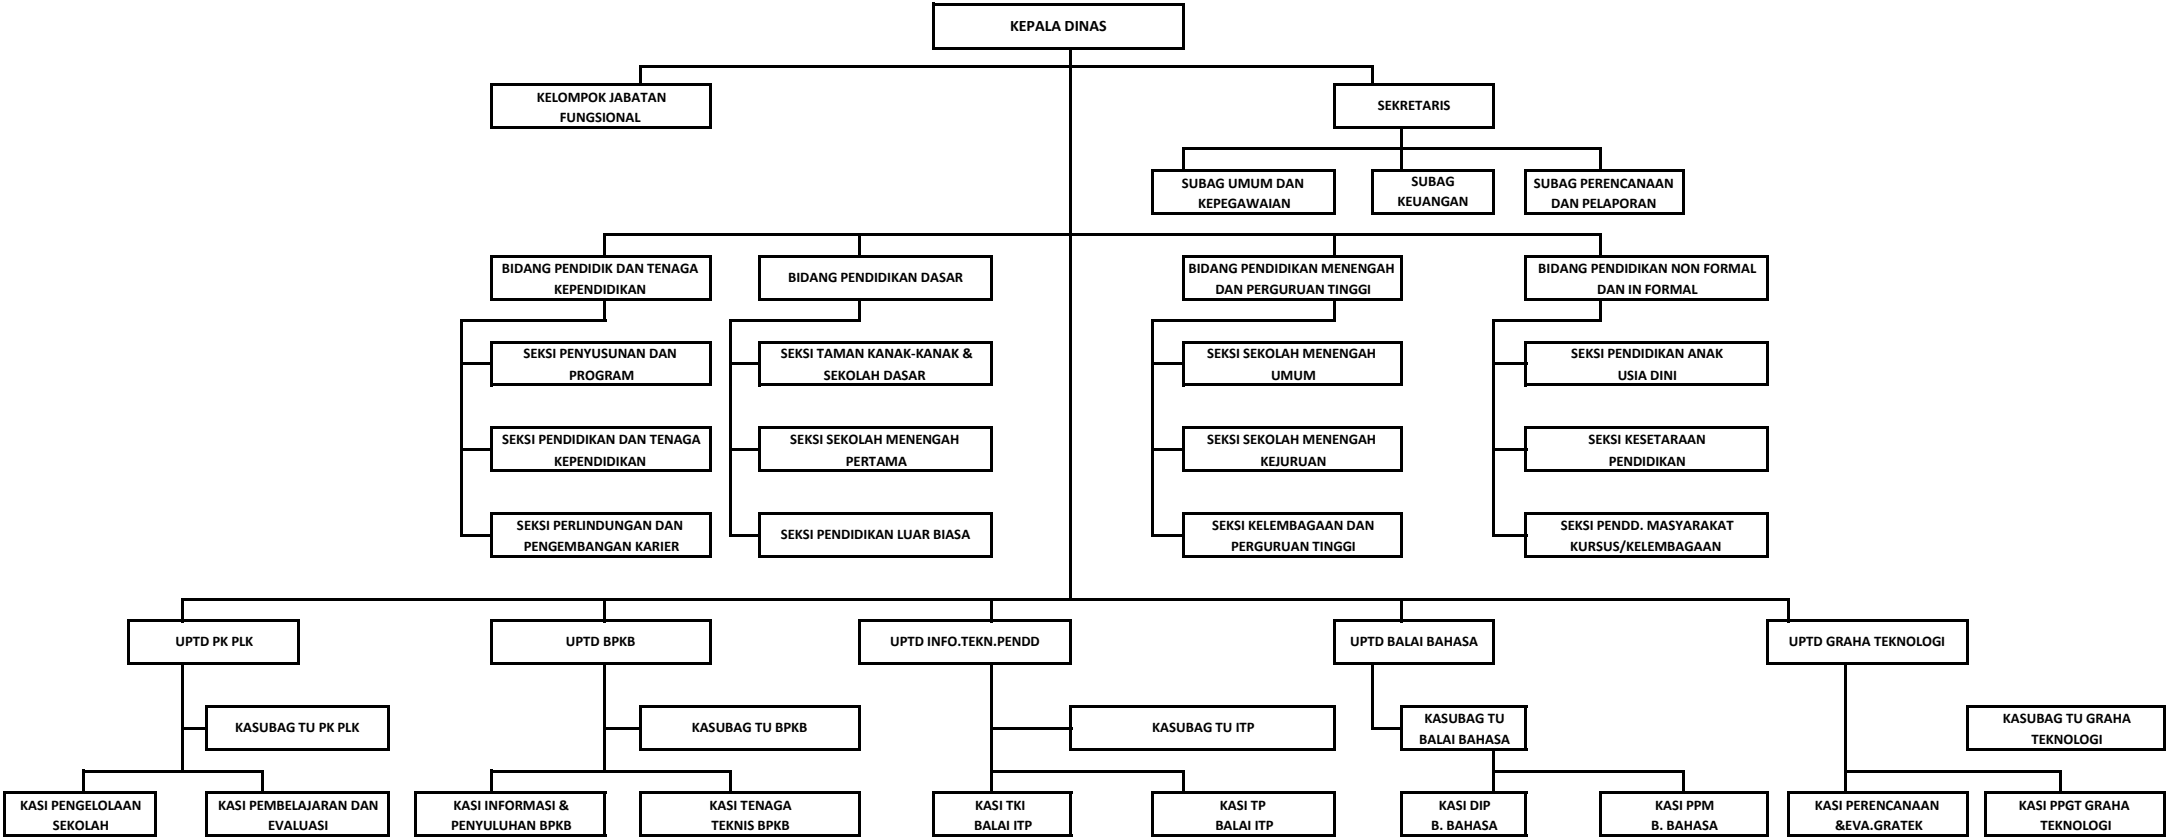 KEPALA DINAS
KELOMPOK JABATAN
FUNGSIONAL
SEKRETARIS
SUBAG UMUM DAN
KEPEGAWAIAN
SUBAG
KEUANGAN
SUBAG PERENCANAAN
DAN PELAPORAN
BIDANG PENDIDIK DAN TENAGA
KEPENDIDIKAN
BIDANG PENDIDIKAN DASAR
BIDANG PENDIDIKAN MENENGAH
DAN PERGURUAN TINGGI
BIDANG PENDIDIKAN NON FORMAL
DAN IN FORMAL
SEKSI PENYUSUNAN DAN
PROGRAM
SEKSI TAMAN KANAK-KANAK &
SEKOLAH DASAR
SEKSI SEKOLAH MENENGAH
UMUM
SEKSI PENDIDIKAN ANAK
USIA DINI
SEKSI PENDIDIKAN DAN TENAGA
KEPENDIDIKAN
SEKSI SEKOLAH MENENGAH
PERTAMA
SEKSI SEKOLAH MENENGAH
KEJURUAN
SEKSI KESETARAAN
PENDIDIKAN
SEKSI PERLINDUNGAN DAN
PENGEMBANGAN KARIER
SEKSI PENDIDIKAN LUAR BIASA
SEKSI KELEMBAGAAN DAN
PERGURUAN TINGGI
SEKSI PENDD. MASYARAKAT
KURSUS/KELEMBAGAAN
UPTD PK PLK
UPTD BPKB
UPTD INFO.TEKN.PENDD
UPTD BALAI BAHASA
UPTD GRAHA TEKNOLOGI
KASUBAG TU PK PLK
KASUBAG TU BPKB
KASUBAG TU ITP
KASUBAG TU
BALAI BAHASA
KASUBAG TU GRAHA
TEKNOLOGI
KASI PENGELOLAAN
SEKOLAH
KASI PEMBELAJARAN DAN
EVALUASI
KASI INFORMASI &
PENYULUHAN BPKB
KASI TENAGA
TEKNIS BPKB
KASI TKI
BALAI ITP
KASI TP
BALAI ITP
KASI DIP
B. BAHASA
KASI PPM
B. BAHASA
KASI PERENCANAAN
&EVA.GRATEK
KASI PPGT GRAHA
TEKNOLOGI